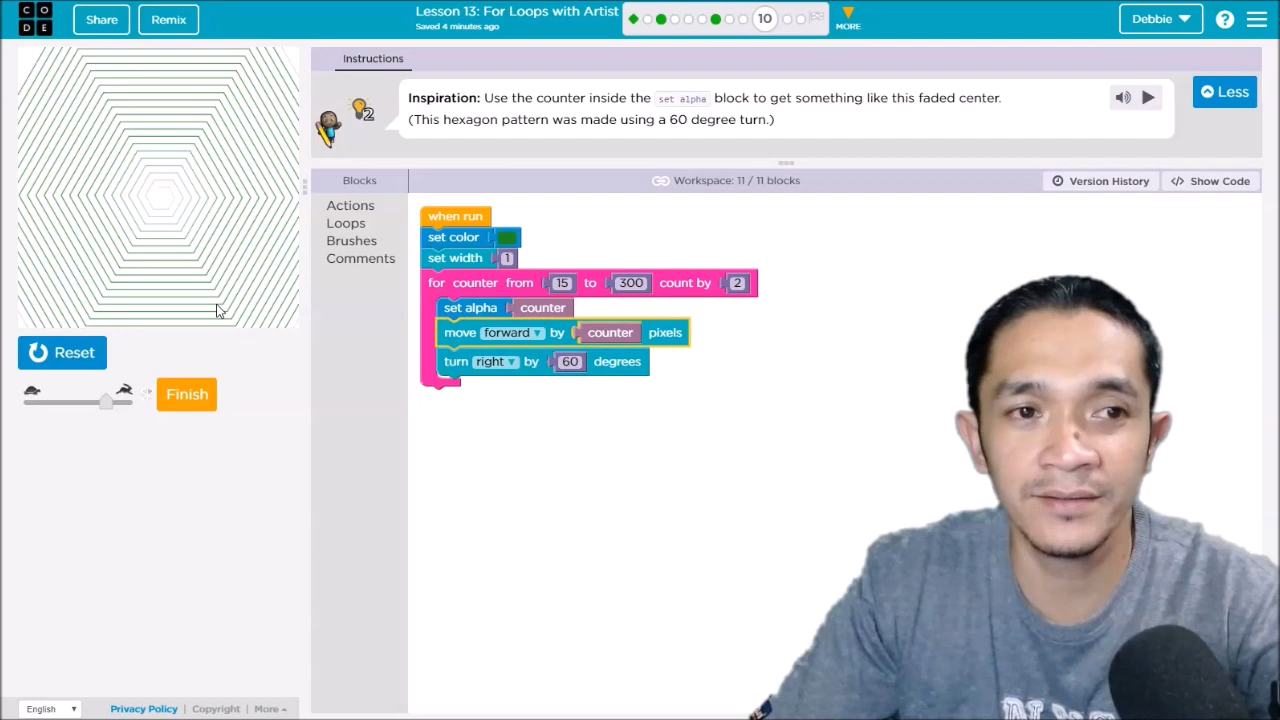 CODE
Share
Remix
Lesson 13: For Loops with Artist
Saved 4 minutes ago
10
MORE
Debbie
?
Instructions
2
Inspiration: Use the counter inside the set alpha block to get something like this faded center.
(This hexagon pattern was made using a 60 degree turn.)
Less
Blocks
Workspace: 11 / 11 blocks
Version History
</> Show Code
Actions
Loops
Brushes
Comments
when run
set color
set width 1
for counter from 15 to 300 count by 2
set alpha counter
move forward by counter pixels
turn right by 60 degrees
Reset
Finish
English
Privacy Policy | Copyright | More